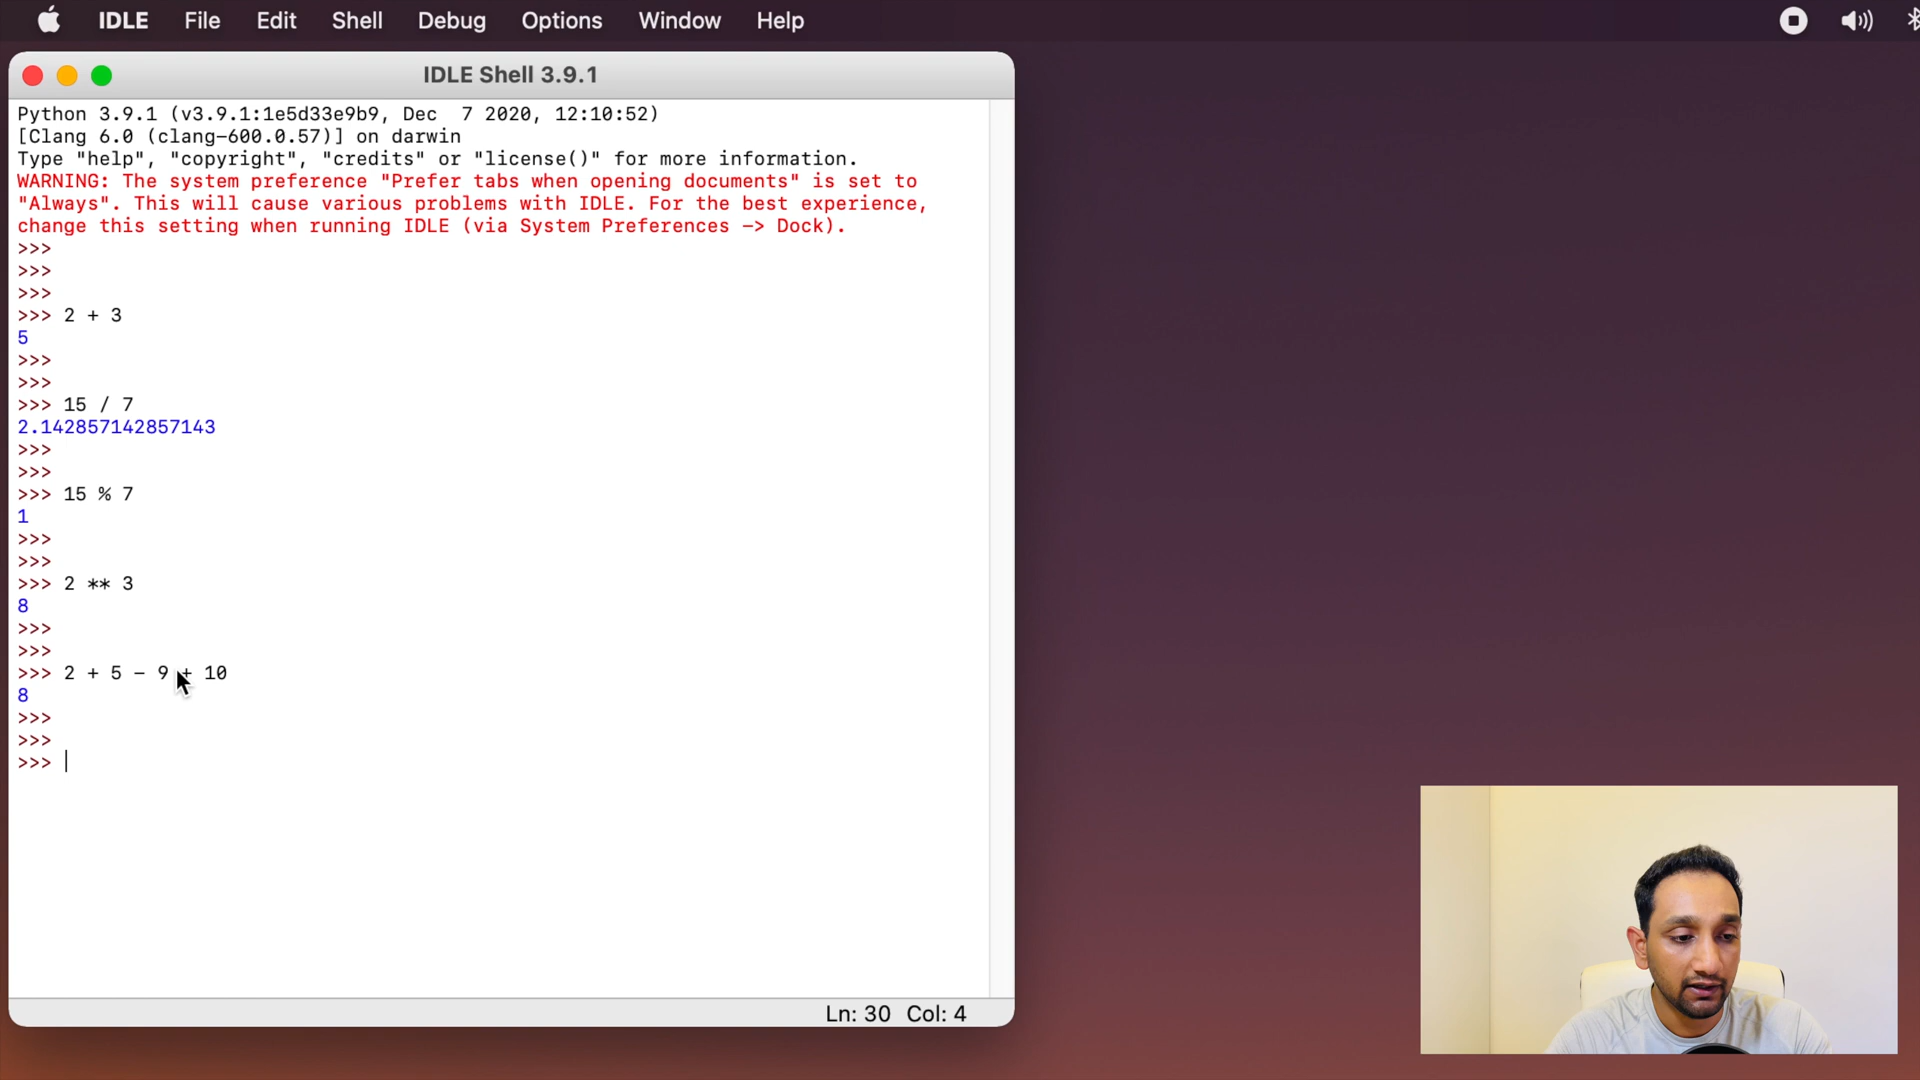 IDLE File Edit Shell Debug Options Window Help
IDLE Shell 3.9.1
Python 3.9.1 (v3.9.1:1e5d33e9b9, Dec  7 2020, 12:10:52)
[Clang 6.0 (clang-600.0.57)] on darwin
Type "help", "copyright", "credits" or "license()" for more information.
WARNING: The system preference "Prefer tabs when opening documents" is set to
"Always". This will cause various problems with IDLE. For the best experience,
change this setting when running IDLE (via System Preferences -> Dock).
>>>
>>>
>>>
>>> 2 + 3
5
>>>
>>>
>>> 15 / 7
2.142857142857143
>>>
>>>
>>> 15 % 7
1
>>>
>>>
>>> 2 ** 3
8
>>>
>>>
>>> 2 + 5 - 9 + 10
8
>>>
>>>
>>>
Ln: 30 Col: 4